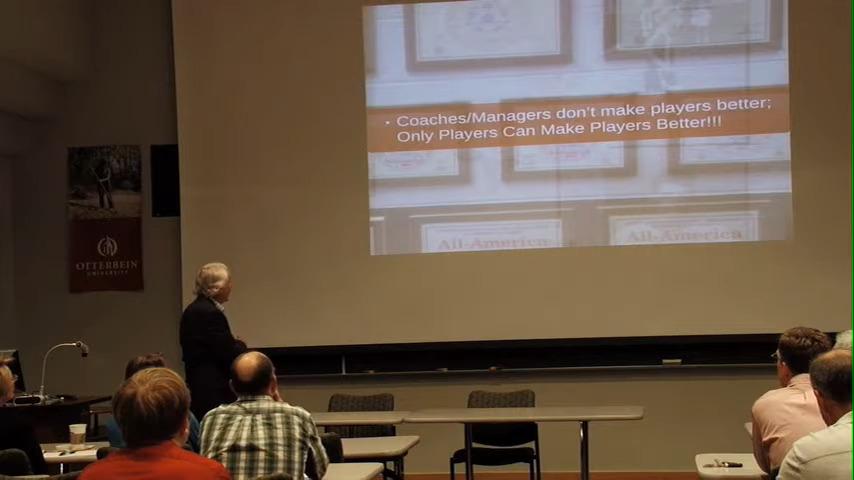 • Coaches/Managers don't make players better;
Only Players Can Make Players Better!!!
All-America
All-America
OTTERBEIN
UNIVERSITY